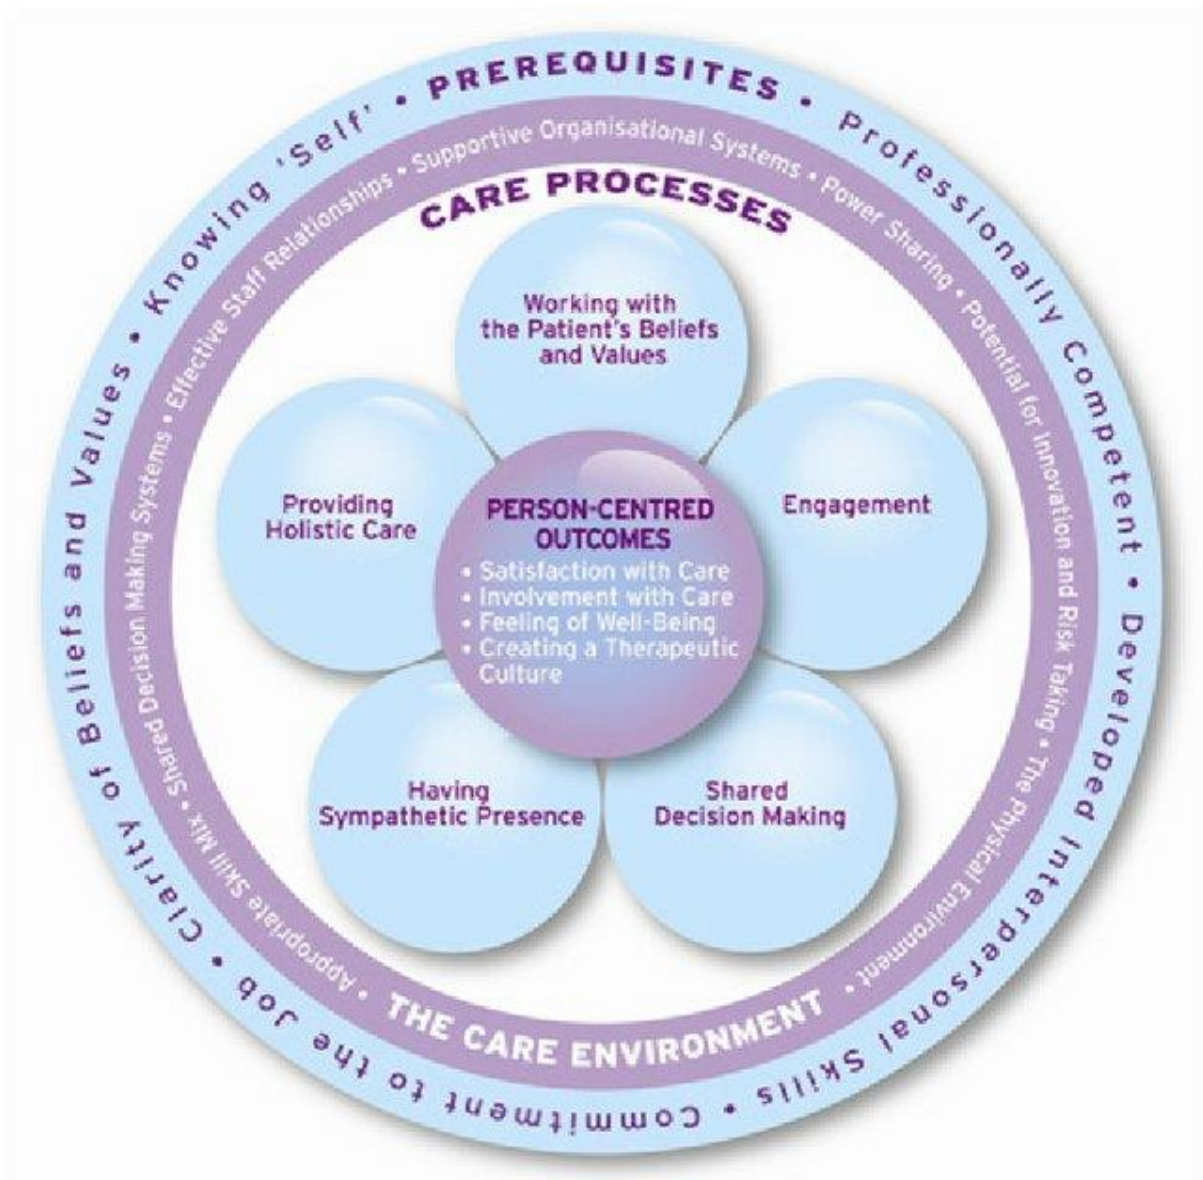 PREREQUISITES • Professionally Competent • Developed Interpersonal Skills • Commitment to the Job • Clarity of Beliefs and Values • Knowing 'Self' •
THE CARE ENVIRONMENT • Appropriate Skill Mix • Shared Decision Making Systems • Effective Staff Relationships • Supportive Organisational Systems • Power Sharing • Potential for Innovation and Risk Taking • The Physical Environment •
CARE PROCESSES
Working with
the Patient's Beliefs
and Values
Providing
Holistic Care
Engagement
PERSON-CENTRED
OUTCOMES
• Satisfaction with Care
• Involvement with Care
• Feeling of Well-Being
• Creating a Therapeutic
Culture
Having
Sympathetic Presence
Shared
Decision Making